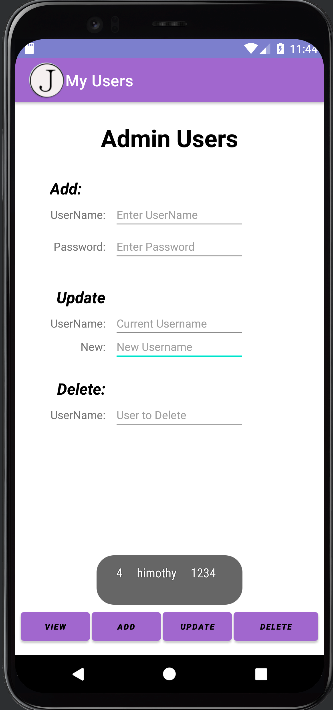 11:44
J My Users
Admin Users
Add:
UserName: Enter UserName
Password: Enter Password
Update
UserName: Current Username
New: New Username
Delete:
UserName: User to Delete
4 himothy 1234
VIEW ADD UPDATE DELETE